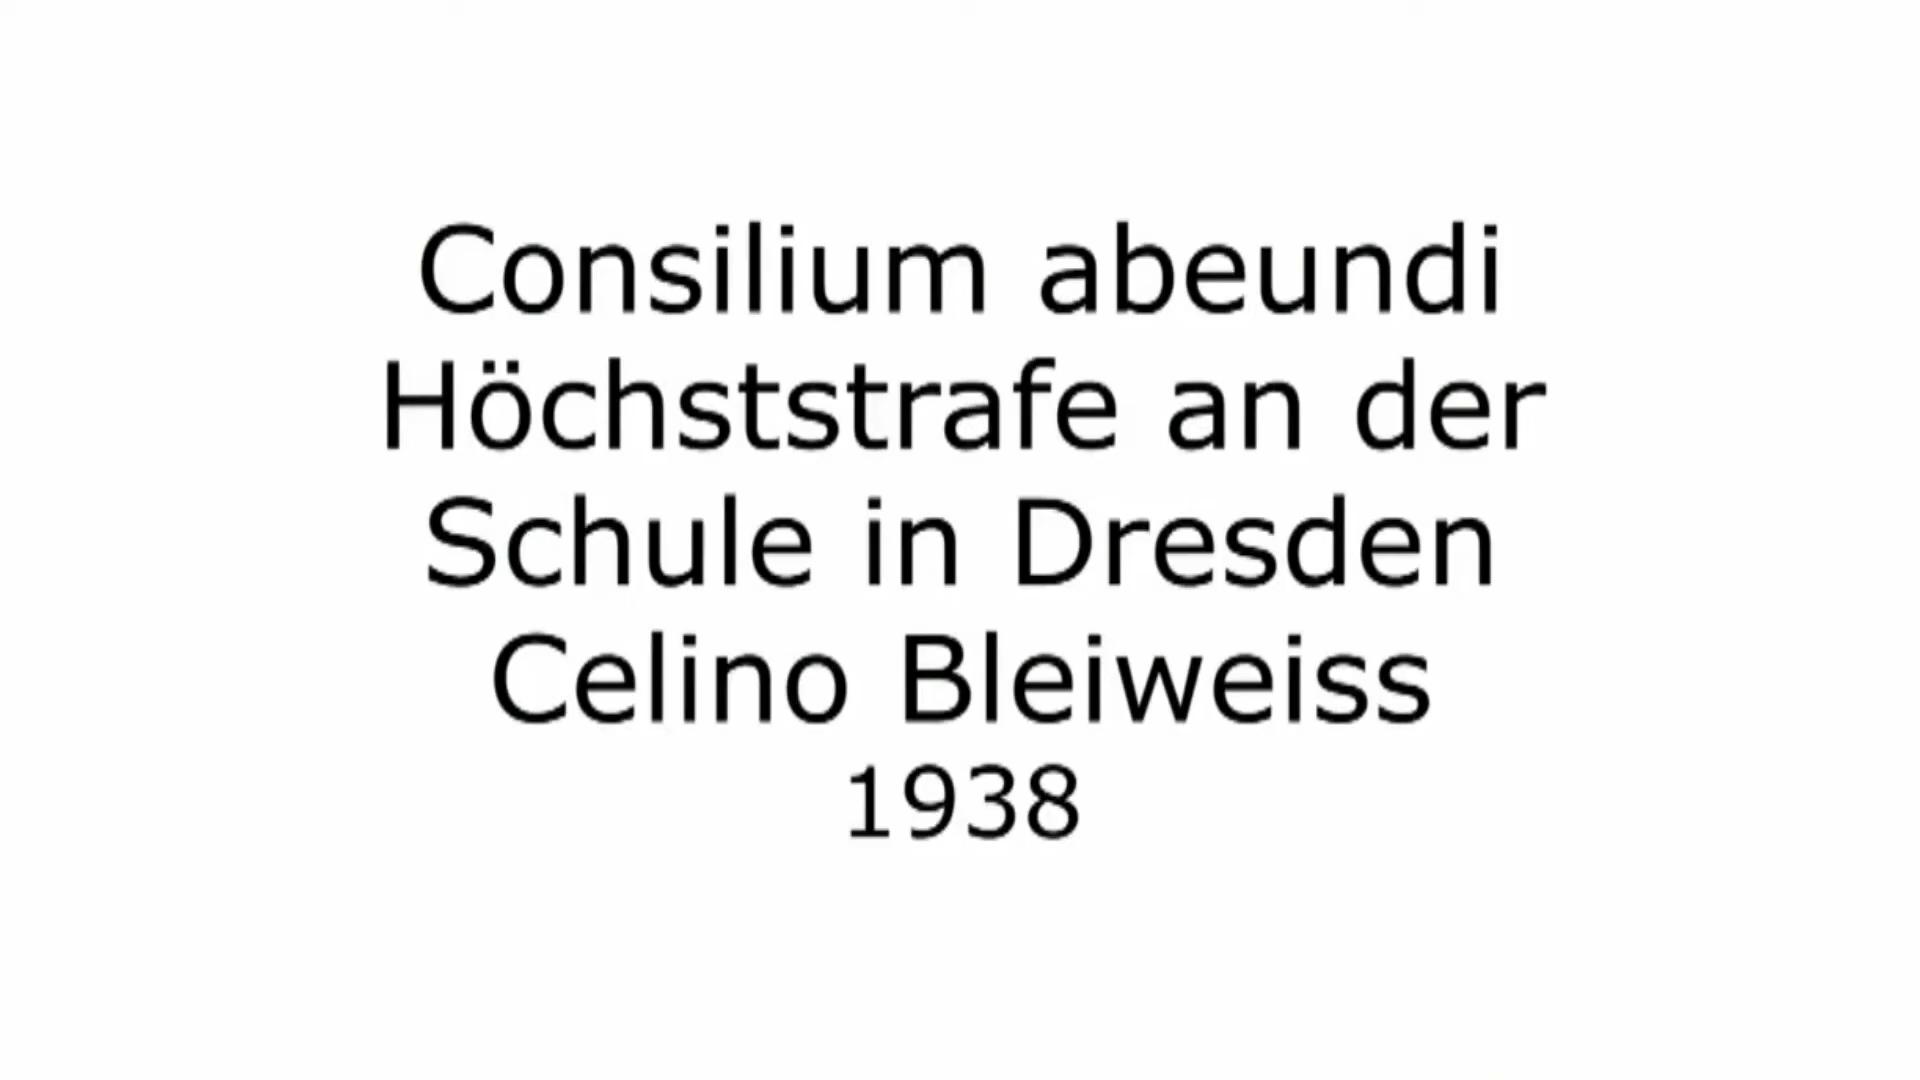 Consilium abeundi
Höchststrafe an der
Schule in Dresden
Celino Bleiweiss
1938